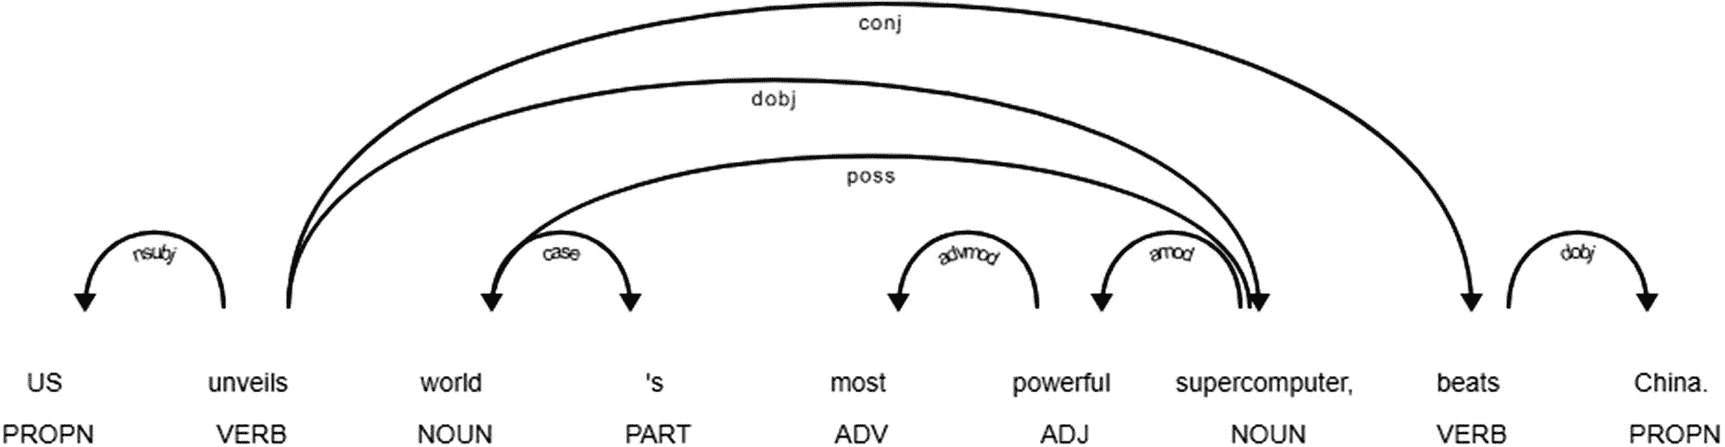 conj
dobj
poss
nsubj case advmod amod dobj
US unveils world 's most powerful supercomputer, beats China.
PROPN VERB NOUN PART ADV ADJ NOUN VERB PROPN